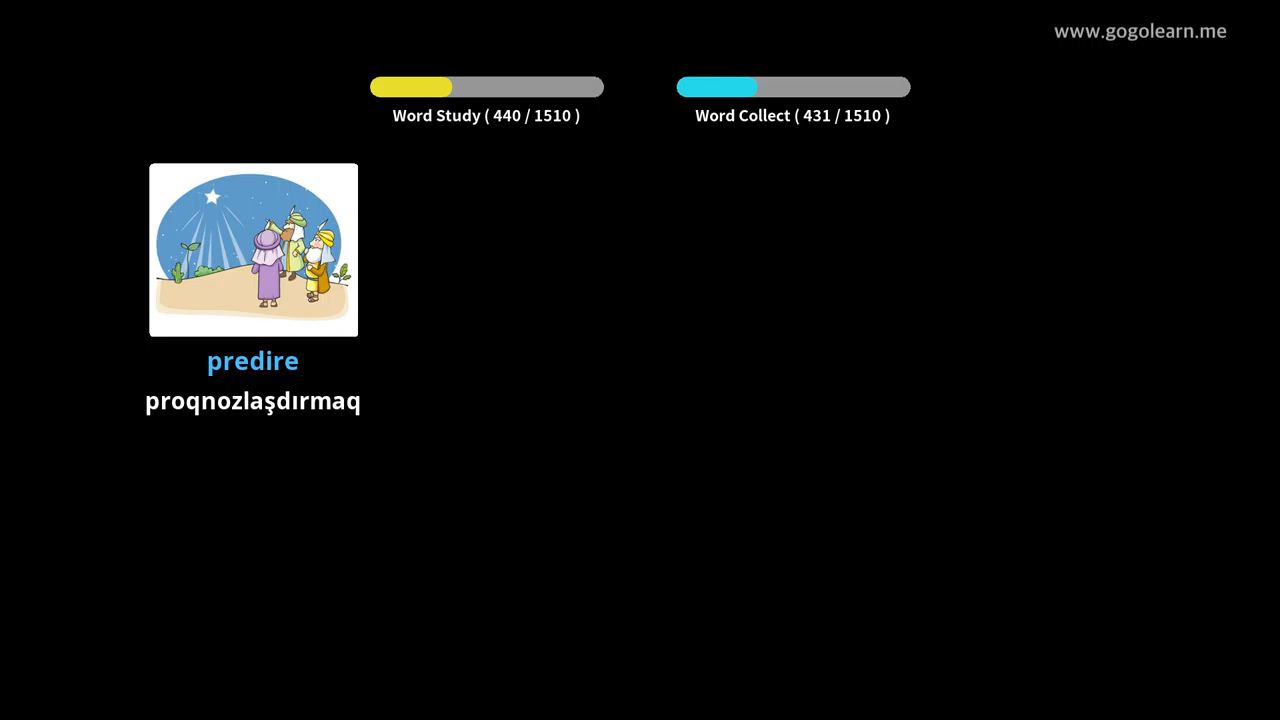 www.gogolearn.me
Word Study ( 440 / 1510 )
Word Collect ( 431 / 1510 )
predire
proqnozlaşdırmaq